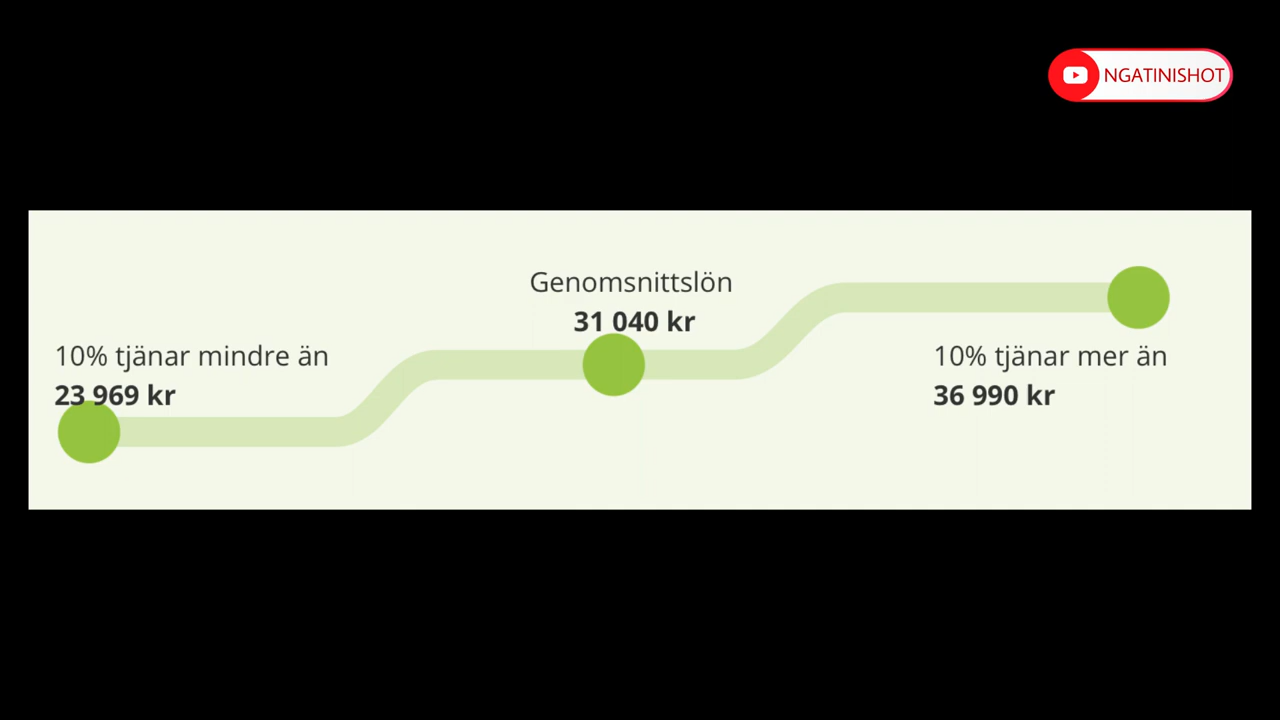 NGATINISHOT
Genomsnittslön
31 040 kr
10% tjänar mindre än
23 969 kr
10% tjänar mer än
36 990 kr